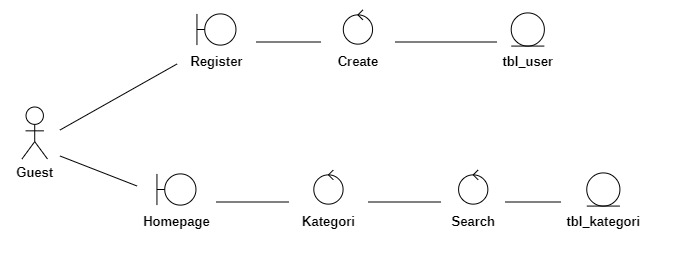 Register
Create
tbl_user
Guest
Homepage
Kategori
Search
tbl_kategori